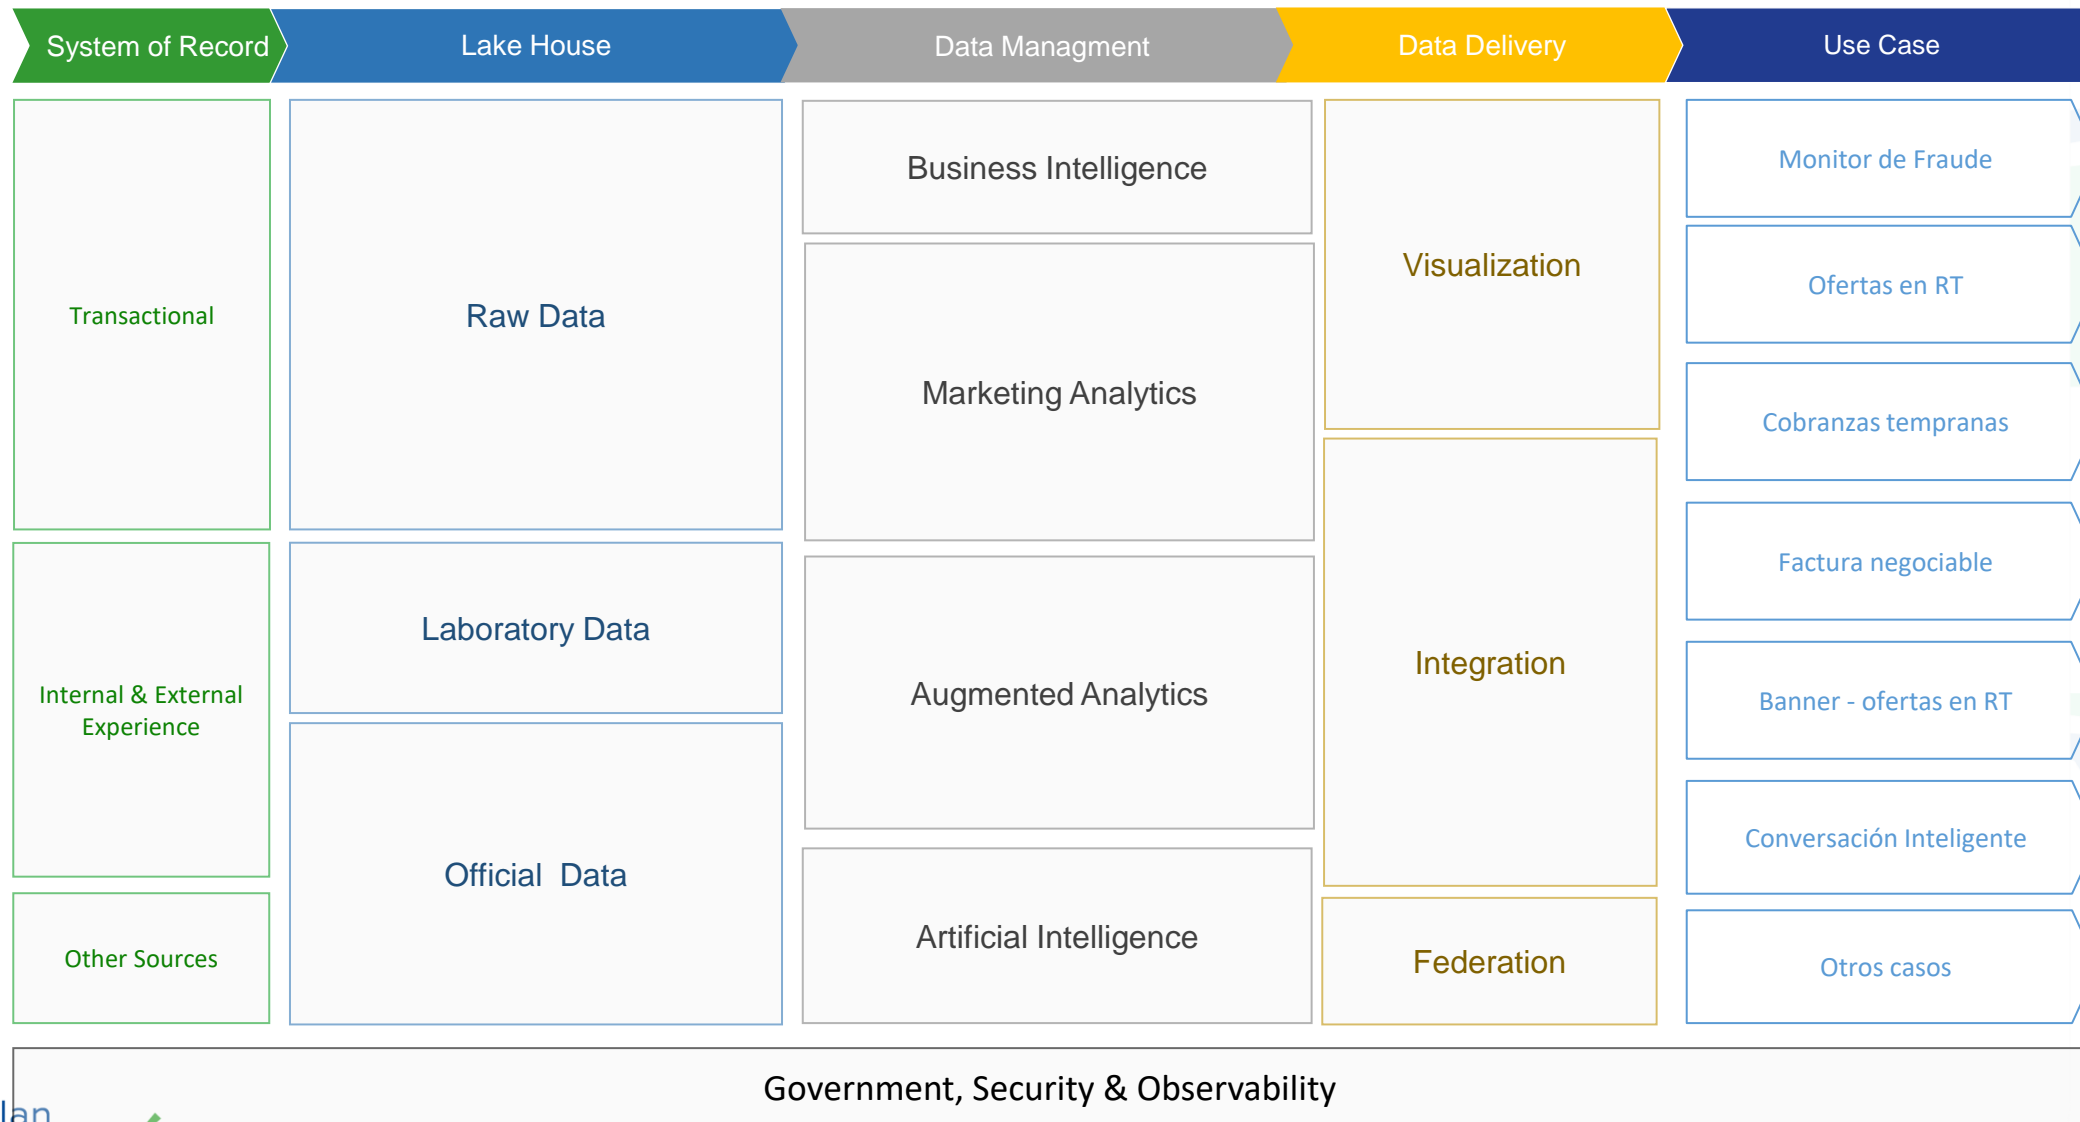 System of Record
Lake House
Data Managment
Data Delivery
Use Case
Transactional
Internal & External
Experience
Other Sources
Raw Data
Laboratory Data
Official Data
Business Intelligence
Marketing Analytics
Augmented Analytics
Artificial Intelligence
Visualization
Integration
Federation
Monitor de Fraude
Ofertas en RT
Cobranzas tempranas
Factura negociable
Banner - ofertas en RT
Conversación Inteligente
Otros casos
Government, Security & Observability